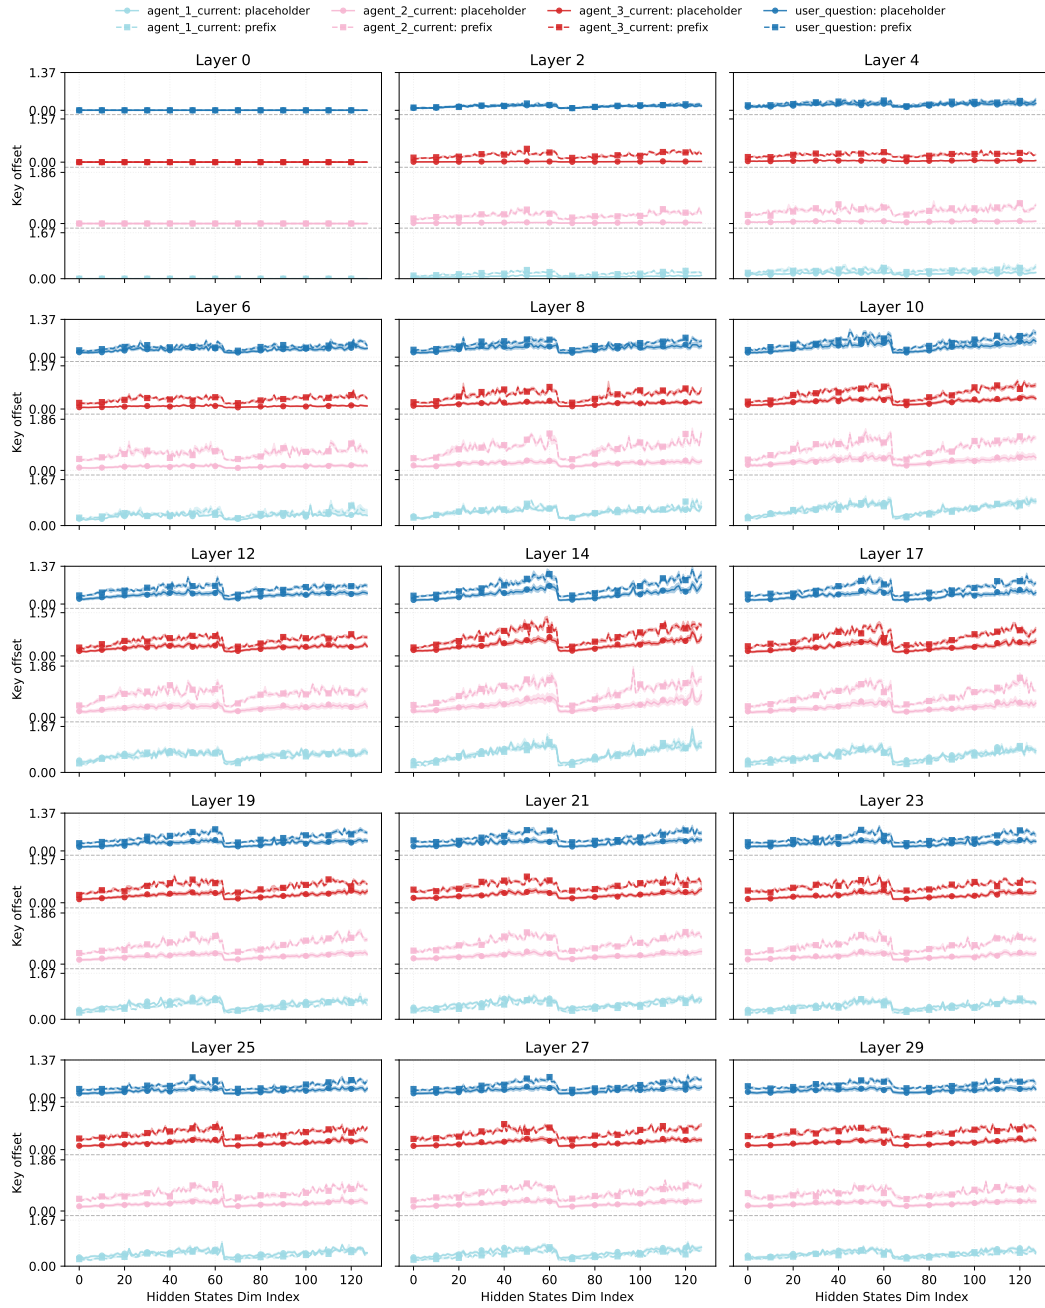 agent_1_current: placeholder agent_2_current: placeholder agent_3_current: placeholder user_question: placeholder
agent_1_current: prefix agent_2_current: prefix agent_3_current: prefix user_question: prefix
Layer 0 Layer 2 Layer 4
1.37
0.00
1.57
0.00
1.86
0.00
1.67
0.00
Key offset
Layer 6 Layer 8 Layer 10
1.37
0.00
1.57
0.00
1.86
0.00
1.67
0.00
Key offset
Layer 12 Layer 14 Layer 17
1.37
0.00
1.57
0.00
1.86
0.00
1.67
0.00
Key offset
Layer 19 Layer 21 Layer 23
1.37
0.00
1.57
0.00
1.86
0.00
1.67
0.00
Key offset
Layer 25 Layer 27 Layer 29
1.37
0.00
1.57
0.00
1.86
0.00
1.67
0.00
Key offset
0 20 40 60 80 100 120 0 20 40 60 80 100 120 0 20 40 60 80 100 120
Hidden States Dim Index Hidden States Dim Index Hidden States Dim Index